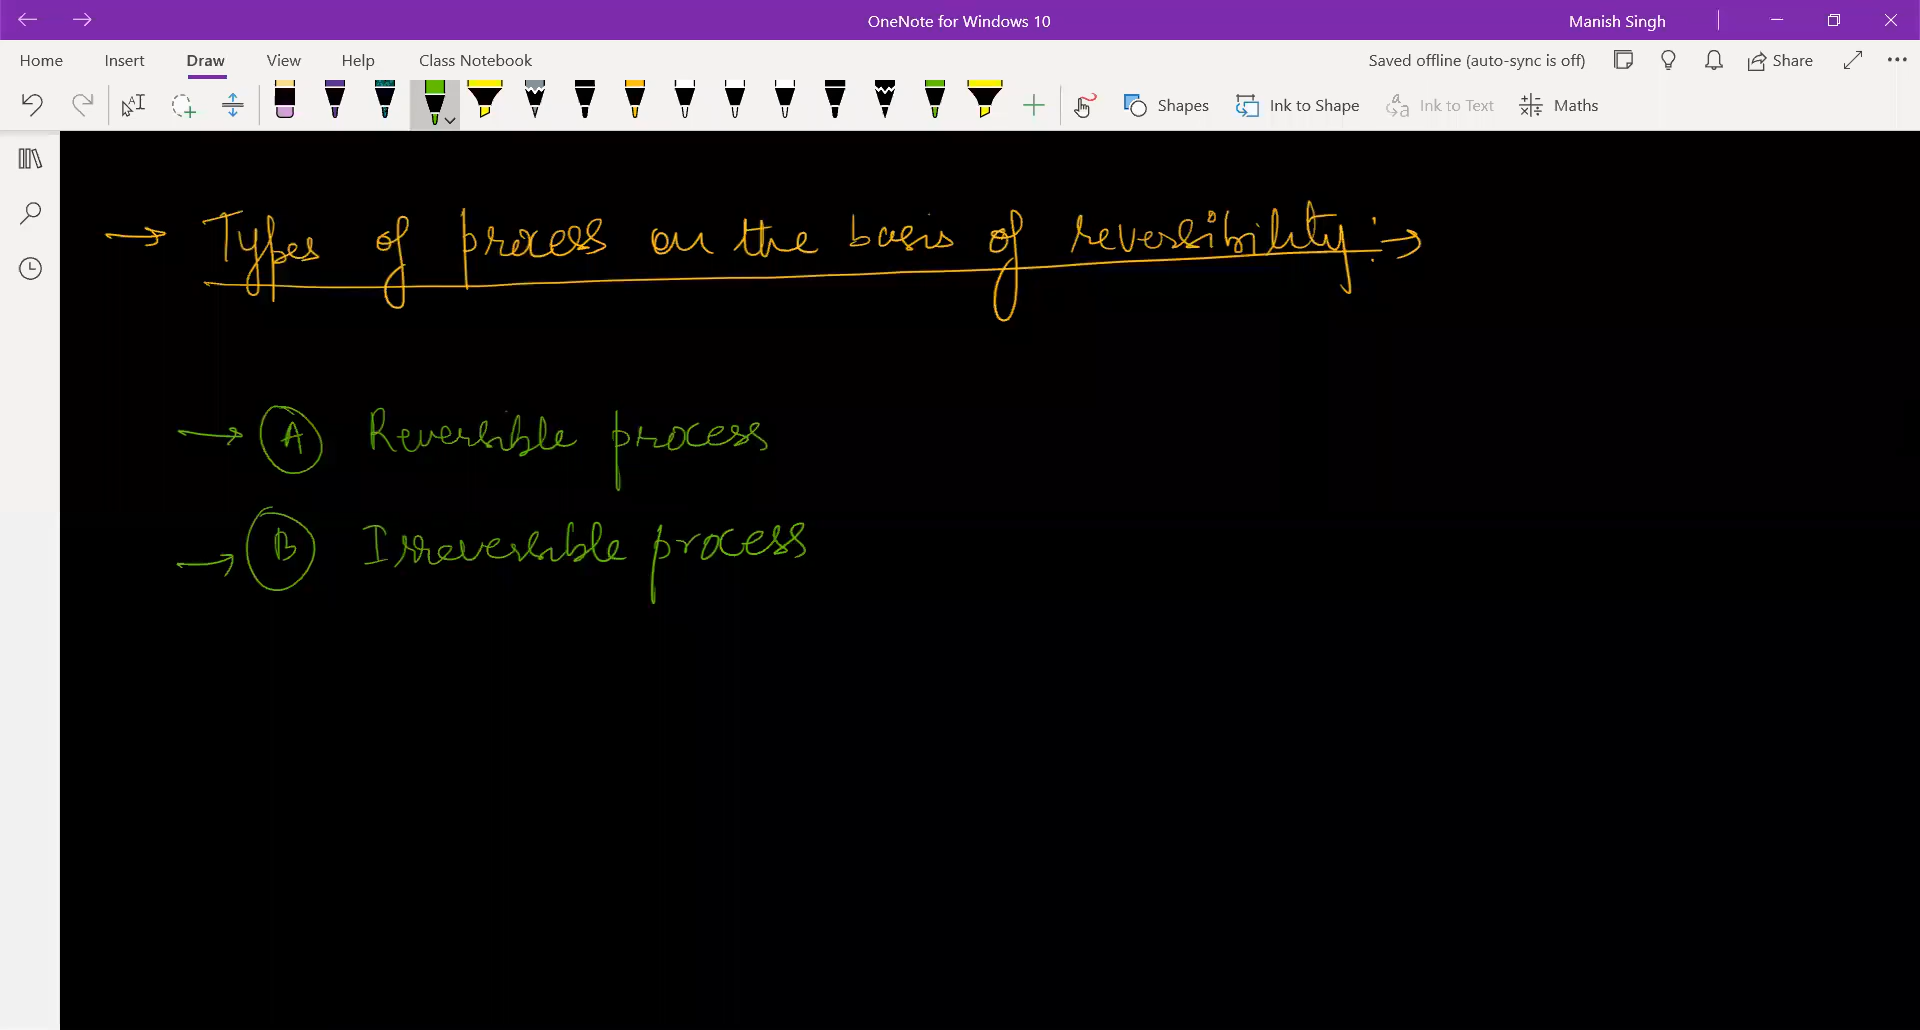 OneNote for Windows 10
Manish Singh
Home Insert Draw View Help Class Notebook
Saved offline (auto-sync is off) Share
Shapes Ink to Shape Ink to Text Maths
→ Types of process on the basis of reversibility :→
→ A Reversible process
→ B Irreversible process